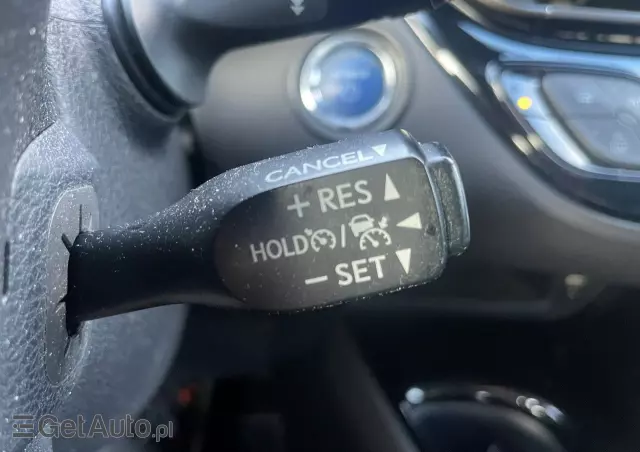 CANCEL
+ RES
HOLD /
− SET
GetAuto.pl